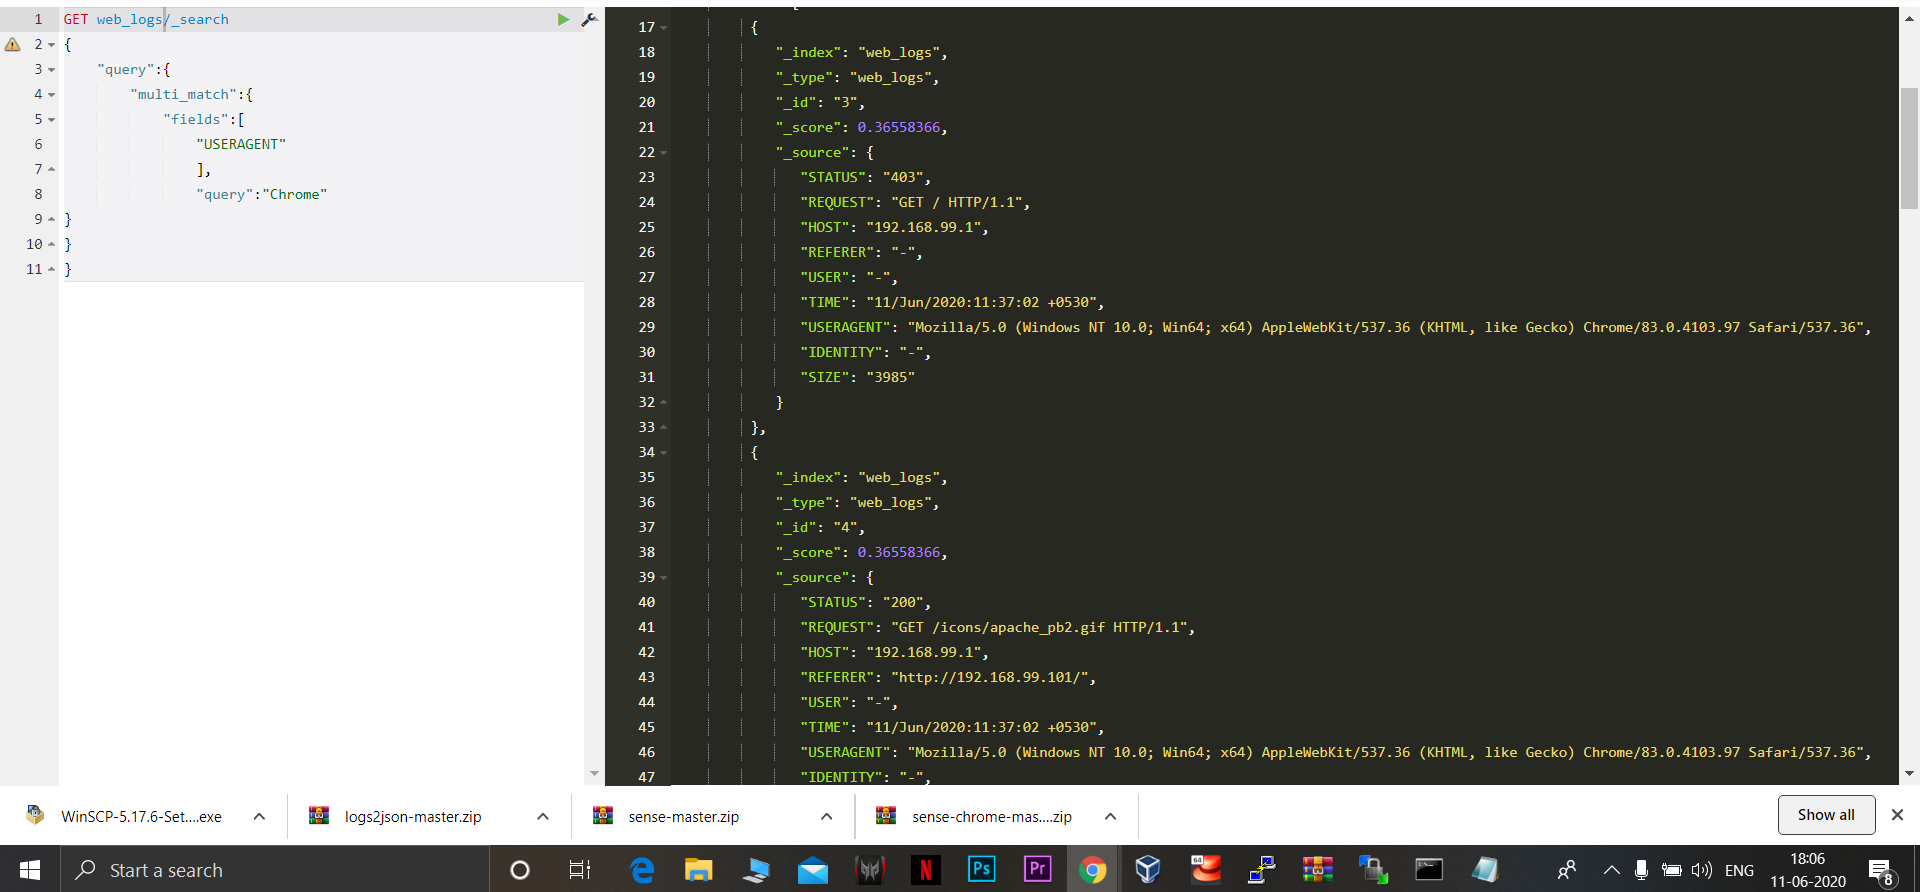 1 GET web_logs/_search
2 {
3 "query":{
4 "multi_match":{
5 "fields":[
6 "USERAGENT"
7 ],
8 "query":"Chrome"
9 }
10 }
11 }
17 {
18 "_index": "web_logs",
19 "_type": "web_logs",
20 "_id": "3",
21 "_score": 0.36558366,
22 "_source": {
23 "STATUS": "403",
24 "REQUEST": "GET / HTTP/1.1",
25 "HOST": "192.168.99.1",
26 "REFERER": "-",
27 "USER": "-",
28 "TIME": "11/Jun/2020:11:37:02 +0530",
29 "USERAGENT": "Mozilla/5.0 (Windows NT 10.0; Win64; x64) AppleWebKit/537.36 (KHTML, like Gecko) Chrome/83.0.4103.97 Safari/537.36",
30 "IDENTITY": "-",
31 "SIZE": "3985"
32 }
33 },
34 {
35 "_index": "web_logs",
36 "_type": "web_logs",
37 "_id": "4",
38 "_score": 0.36558366,
39 "_source": {
40 "STATUS": "200",
41 "REQUEST": "GET /icons/apache_pb2.gif HTTP/1.1",
42 "HOST": "192.168.99.1",
43 "REFERER": "http://192.168.99.101/",
44 "USER": "-",
45 "TIME": "11/Jun/2020:11:37:02 +0530",
46 "USERAGENT": "Mozilla/5.0 (Windows NT 10.0; Win64; x64) AppleWebKit/537.36 (KHTML, like Gecko) Chrome/83.0.4103.97 Safari/537.36",
47 "IDENTITY": "-",
WinSCP-5.17.6-Set....exe
logs2json-master.zip
sense-master.zip
sense-chrome-mas....zip
Show all
Start a search
N
Ps
Pr
64
ENG
18:06
11-06-2020
8